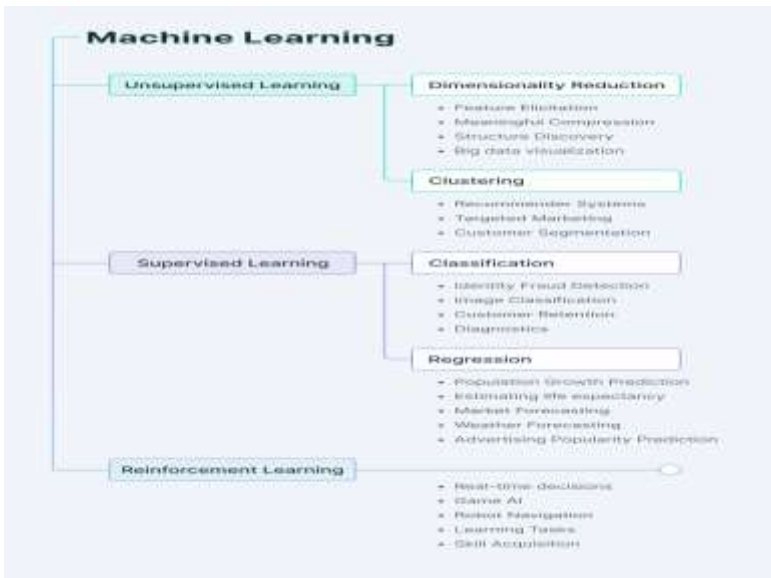 Machine Learning
Unsupervised Learning
Dimensionality Reduction
• Feature Elicitation
• Meaningful Compression
• Structure Discovery
• Big data visualization
Clustering
• Recommender Systems
• Targeted Marketing
• Customer Segmentation
Supervised Learning
Classification
• Identity Fraud Detection
• Image Classification
• Customer Retention
• Diagnostics
Regression
• Population Growth Prediction
• Estimating life expectancy
• Market Forecasting
• Weather Forecasting
• Advertising Popularity Prediction
Reinforcement Learning
• Real-time decisions
• Game AI
• Robot Navigation
• Learning Tasks
• Skill Acquisition